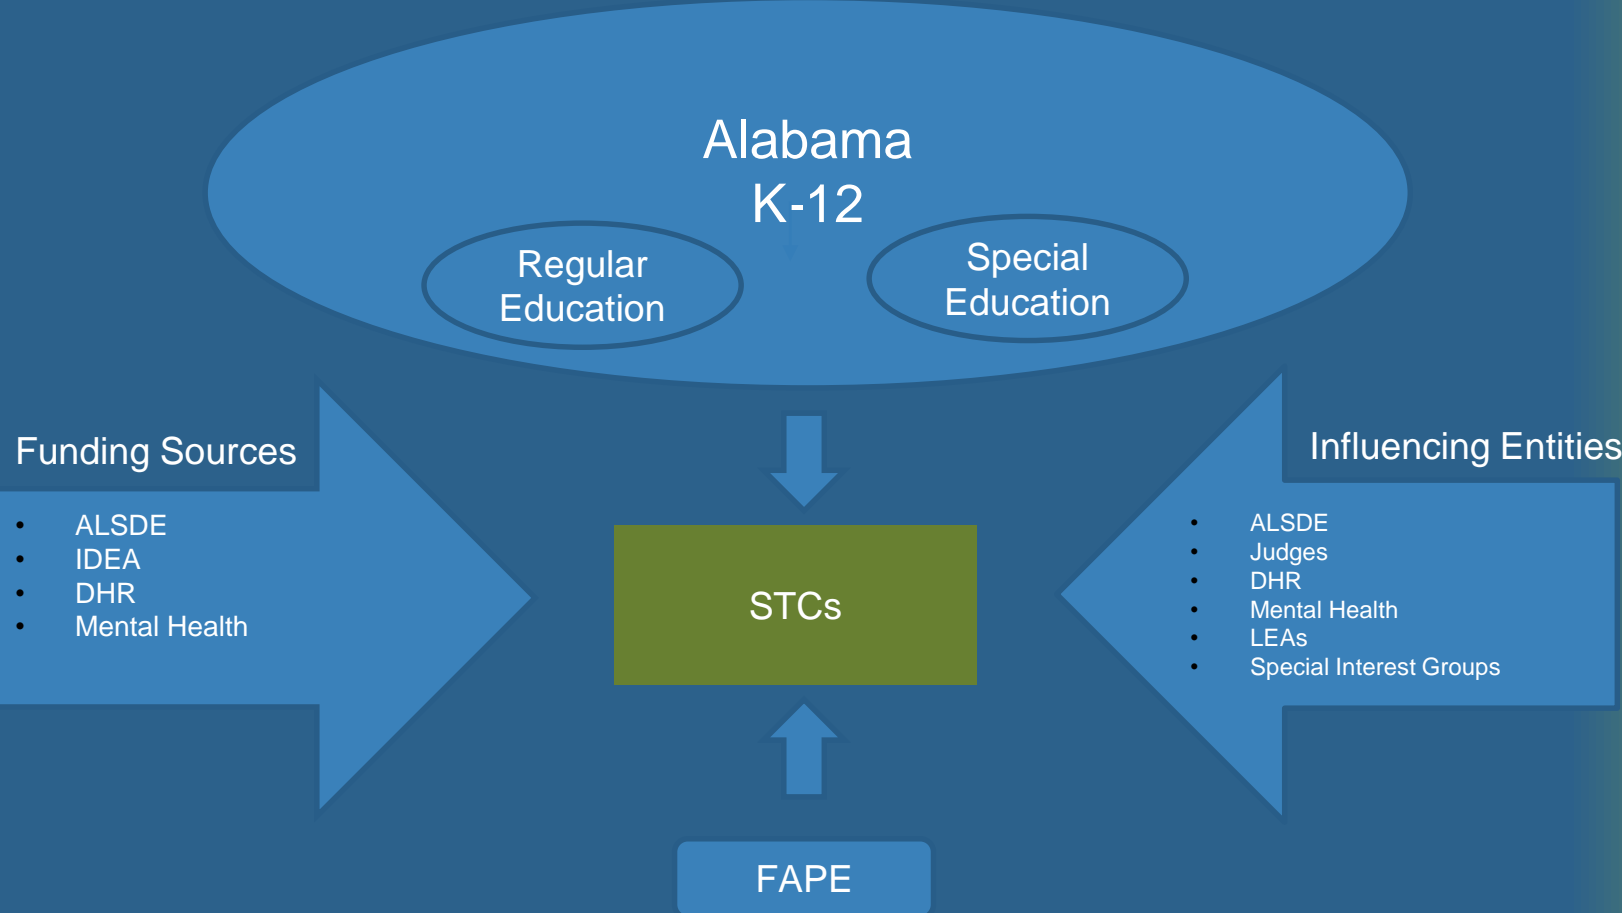 Alabama
K-12
Regular
Education
Special
Education
Funding Sources
• ALSDE
• IDEA
• DHR
• Mental Health
STCs
Influencing Entities
• ALSDE
• Judges
• DHR
• Mental Health
• LEAs
• Special Interest Groups
FAPE